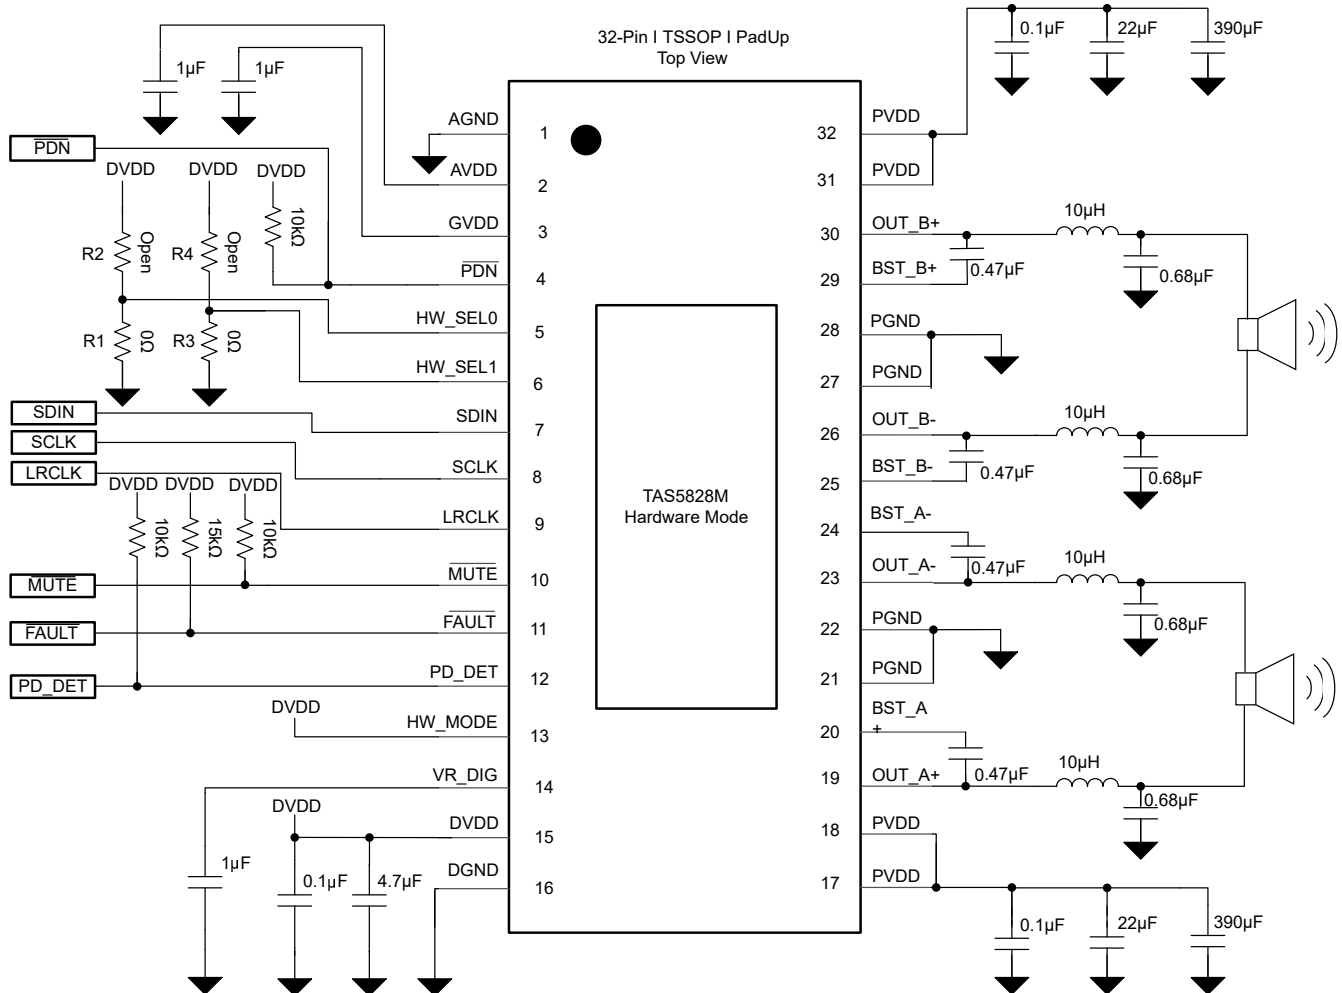 32-Pin I TSSOP I PadUp
Top View
1µF
1µF
0.1µF
22µF
390µF
PDN
DVDD
DVDD
DVDD
R2
Open
R4
Open
10kΩ
R1
0Ω
R3
0Ω
SDIN
SCLK
LRCLK
DVDD
DVDD
DVDD
10kΩ
15kΩ
10kΩ
MUTE
FAULT
PD_DET
DVDD
DVDD
1µF
0.1µF
4.7µF
AGND
1
AVDD
2
GVDD
3
PDN
4
HW_SEL0
5
HW_SEL1
6
SDIN
7
SCLK
8
LRCLK
9
MUTE
10
FAULT
11
PD_DET
12
HW_MODE
13
VR_DIG
14
DVDD
15
DGND
16
TAS5828M
Hardware Mode
32
PVDD
31
PVDD
30
OUT_B+
10µH
29
BST_B+
0.47µF
0.68µF
28
PGND
27
PGND
26
OUT_B-
10µH
25
BST_B-
0.47µF
0.68µF
24
BST_A-
0.47µF
23
OUT_A-
10µH
0.68µF
22
PGND
21
PGND
20
BST_A
+
0.47µF
19
OUT_A+
10µH
0.68µF
18
PVDD
17
PVDD
0.1µF
22µF
390µF